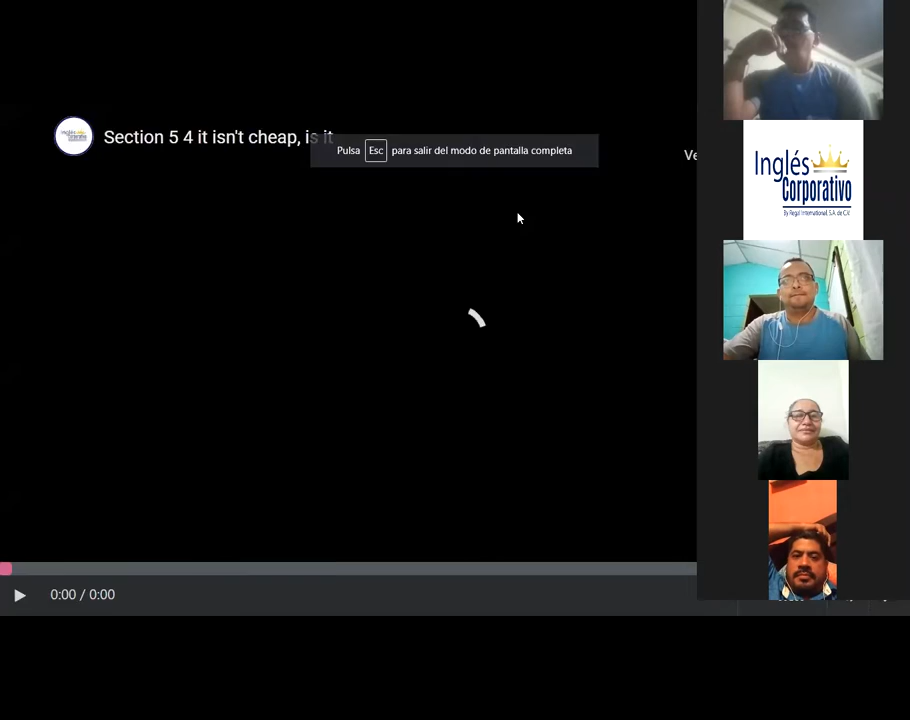 Section 5 4 it isn't cheap, is it
Pulsa Esc para salir del modo de pantalla completa
Ve
Inglés
Corporativo
By Regal International, S.A. de C.V.
0:00 / 0:00